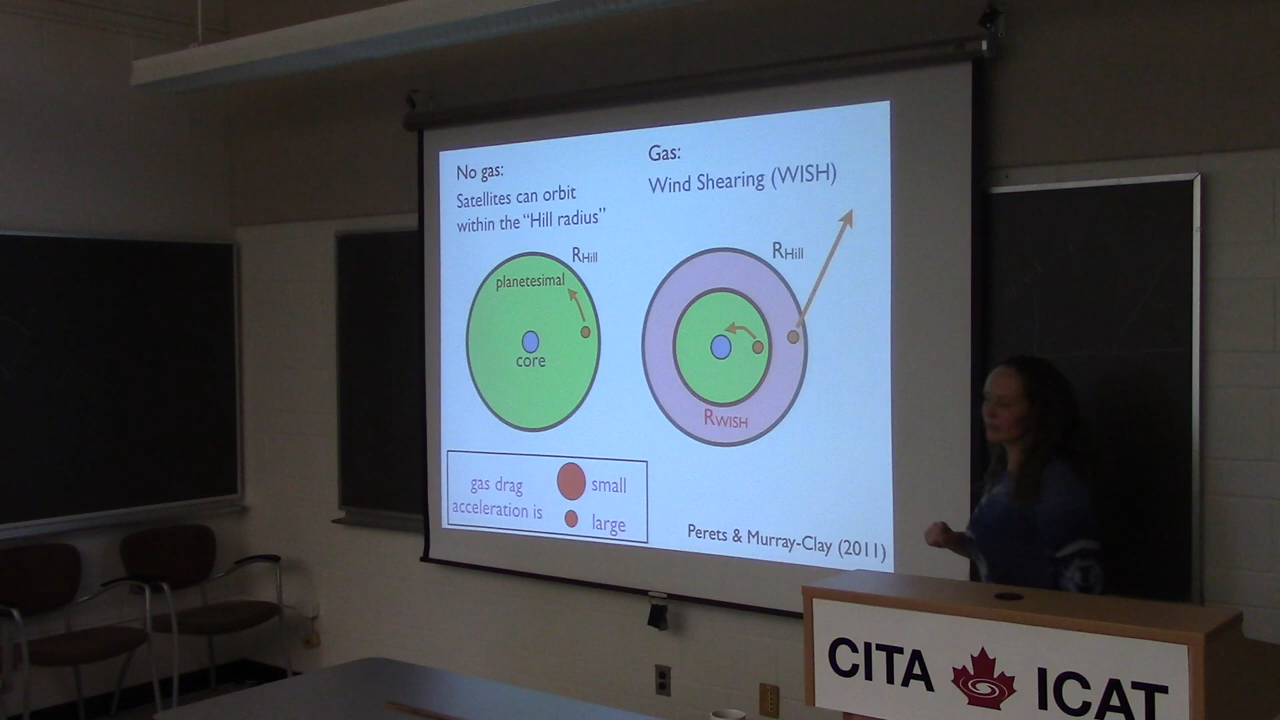 No gas:
Satellites can orbit
within the “Hill radius”
RHill
planetesimal
core
Gas:
Wind Shearing (WISH)
RHill
RWISH
gas drag
acceleration is
small
large
Perets & Murray-Clay (2011)
CITA ICAT